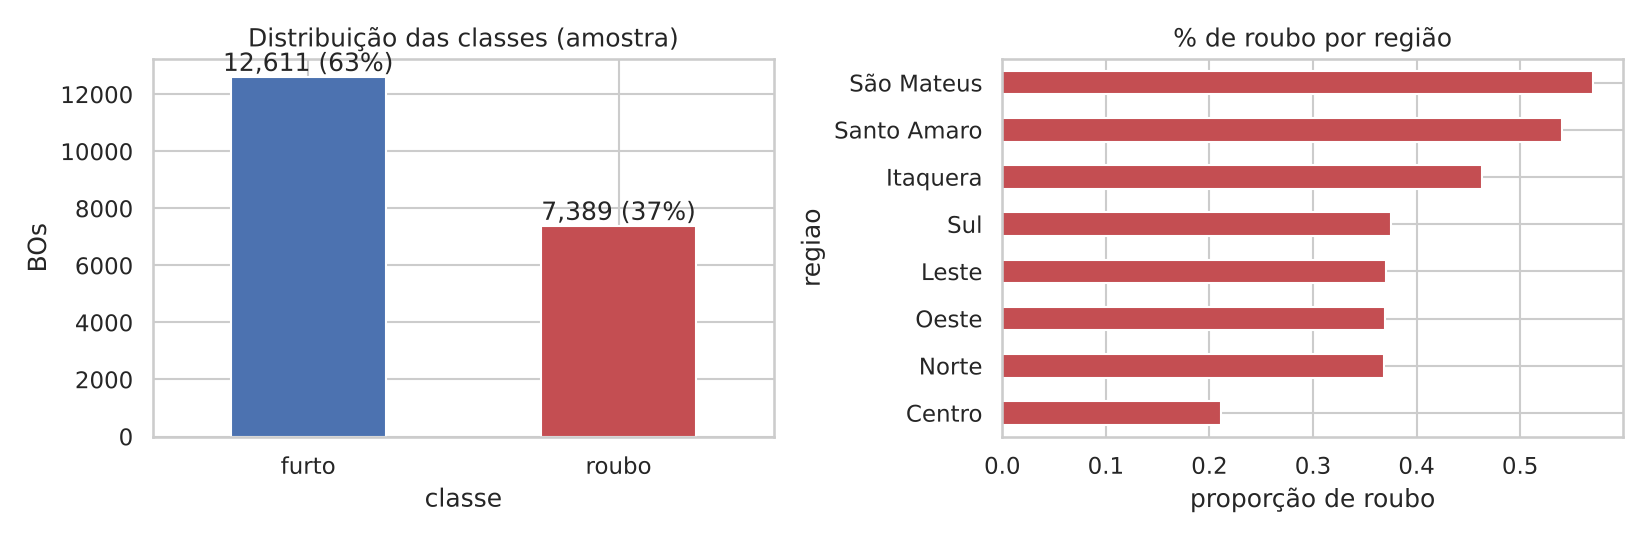 Distribuição das classes (amostra)
12,611 (63%)
7,389 (37%)
12000
10000
8000
6000
4000
2000
0
BOs
furto
roubo
classe
% de roubo por região
São Mateus
Santo Amaro
Itaquera
Sul
Leste
Oeste
Norte
Centro
regiao
0.0 0.1 0.2 0.3 0.4 0.5
proporção de roubo